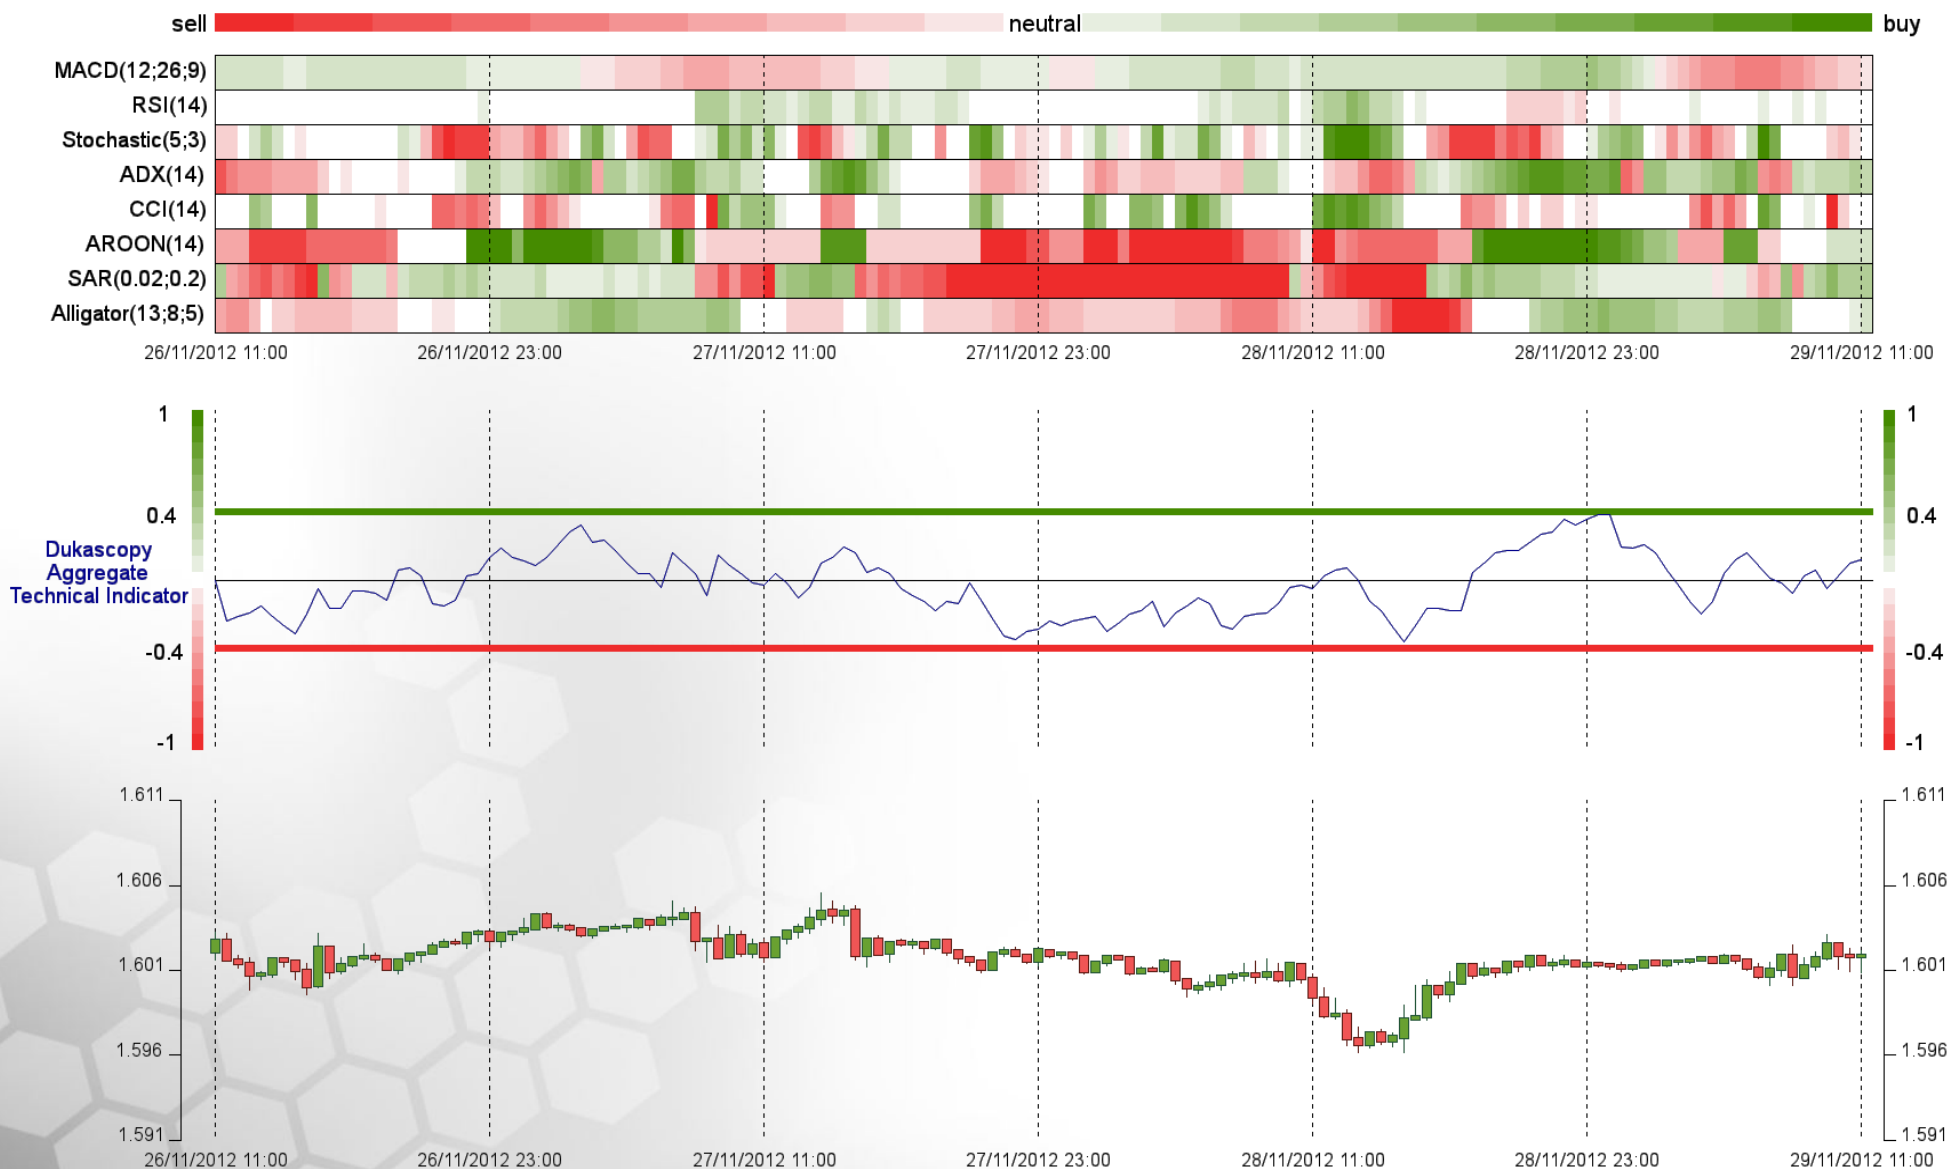 sell neutral buy
MACD(12;26;9)
RSI(14)
Stochastic(5;3)
ADX(14)
CCI(14)
AROON(14)
SAR(0.02;0.2)
Alligator(13;8;5)
26/11/2012 11:00 26/11/2012 23:00 27/11/2012 11:00 27/11/2012 23:00 28/11/2012 11:00 28/11/2012 23:00 29/11/2012 11:00
1 1
0.4 0.4
Dukascopy
Aggregate
Technical Indicator
-0.4 -0.4
-1 -1
1.611 1.611
1.606 1.606
1.601 1.601
1.596 1.596
1.591 1.591
26/11/2012 11:00 26/11/2012 23:00 27/11/2012 11:00 27/11/2012 23:00 28/11/2012 11:00 28/11/2012 23:00 29/11/2012 11:00